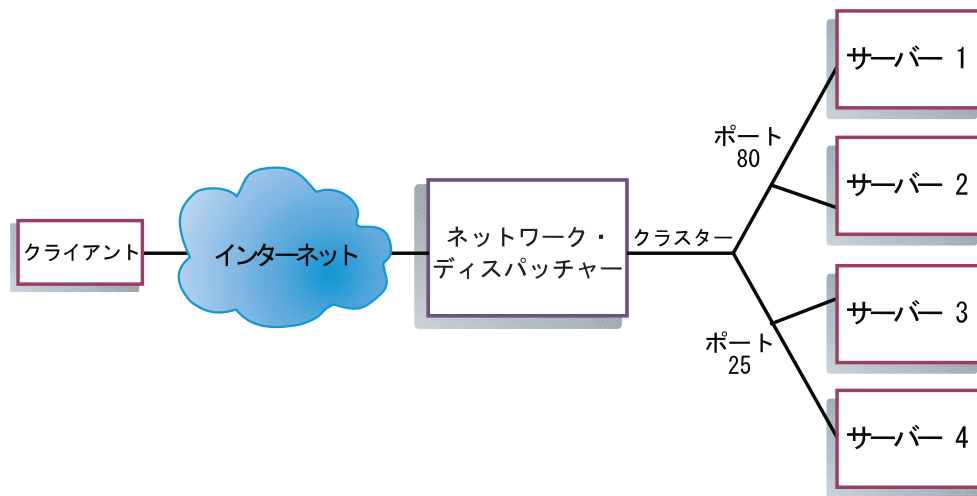 クライアント
インターネット
ネットワーク・
ディスパッチャー
クラスター
ポート
80
ポート
25
サーバー 1
サーバー 2
サーバー 3
サーバー 4